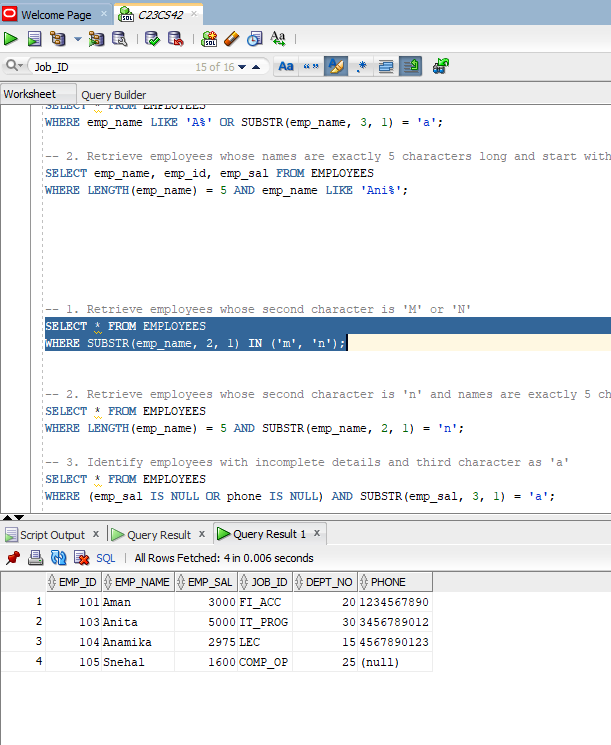 Welcome Page
C23CS42
SQL
Job_ID 15 of 16
Aa “” .*
Worksheet Query Builder
SELECT * FROM EMPLOYEES
WHERE emp_name LIKE 'A%' OR SUBSTR(emp_name, 3, 1) = 'a';
-- 2. Retrieve employees whose names are exactly 5 characters long and start with
SELECT emp_name, emp_id, emp_sal FROM EMPLOYEES
WHERE LENGTH(emp_name) = 5 AND emp_name LIKE 'Ani%';
-- 1. Retrieve employees whose second character is 'M' or 'N'
SELECT * FROM EMPLOYEES
WHERE SUBSTR(emp_name, 2, 1) IN ('m', 'n');
-- 2. Retrieve employees whose second character is 'n' and names are exactly 5 ch
SELECT * FROM EMPLOYEES
WHERE LENGTH(emp_name) = 5 AND SUBSTR(emp_name, 2, 1) = 'n';
-- 3. Identify employees with incomplete details and third character as 'a'
SELECT * FROM EMPLOYEES
WHERE (emp_sal IS NULL OR phone IS NULL) AND SUBSTR(emp_sal, 3, 1) = 'a';
Script Output x Query Result x Query Result 1 x
SQL | All Rows Fetched: 4 in 0.006 seconds
EMP_ID EMP_NAME EMP_SAL JOB_ID DEPT_NO PHONE
1 101 Aman 3000 FI_ACC 20 1234567890
2 103 Anita 5000 IT_PROG 30 3456789012
3 104 Anamika 2975 LEC 15 4567890123
4 105 Snehal 1600 COMP_OP 25 (null)